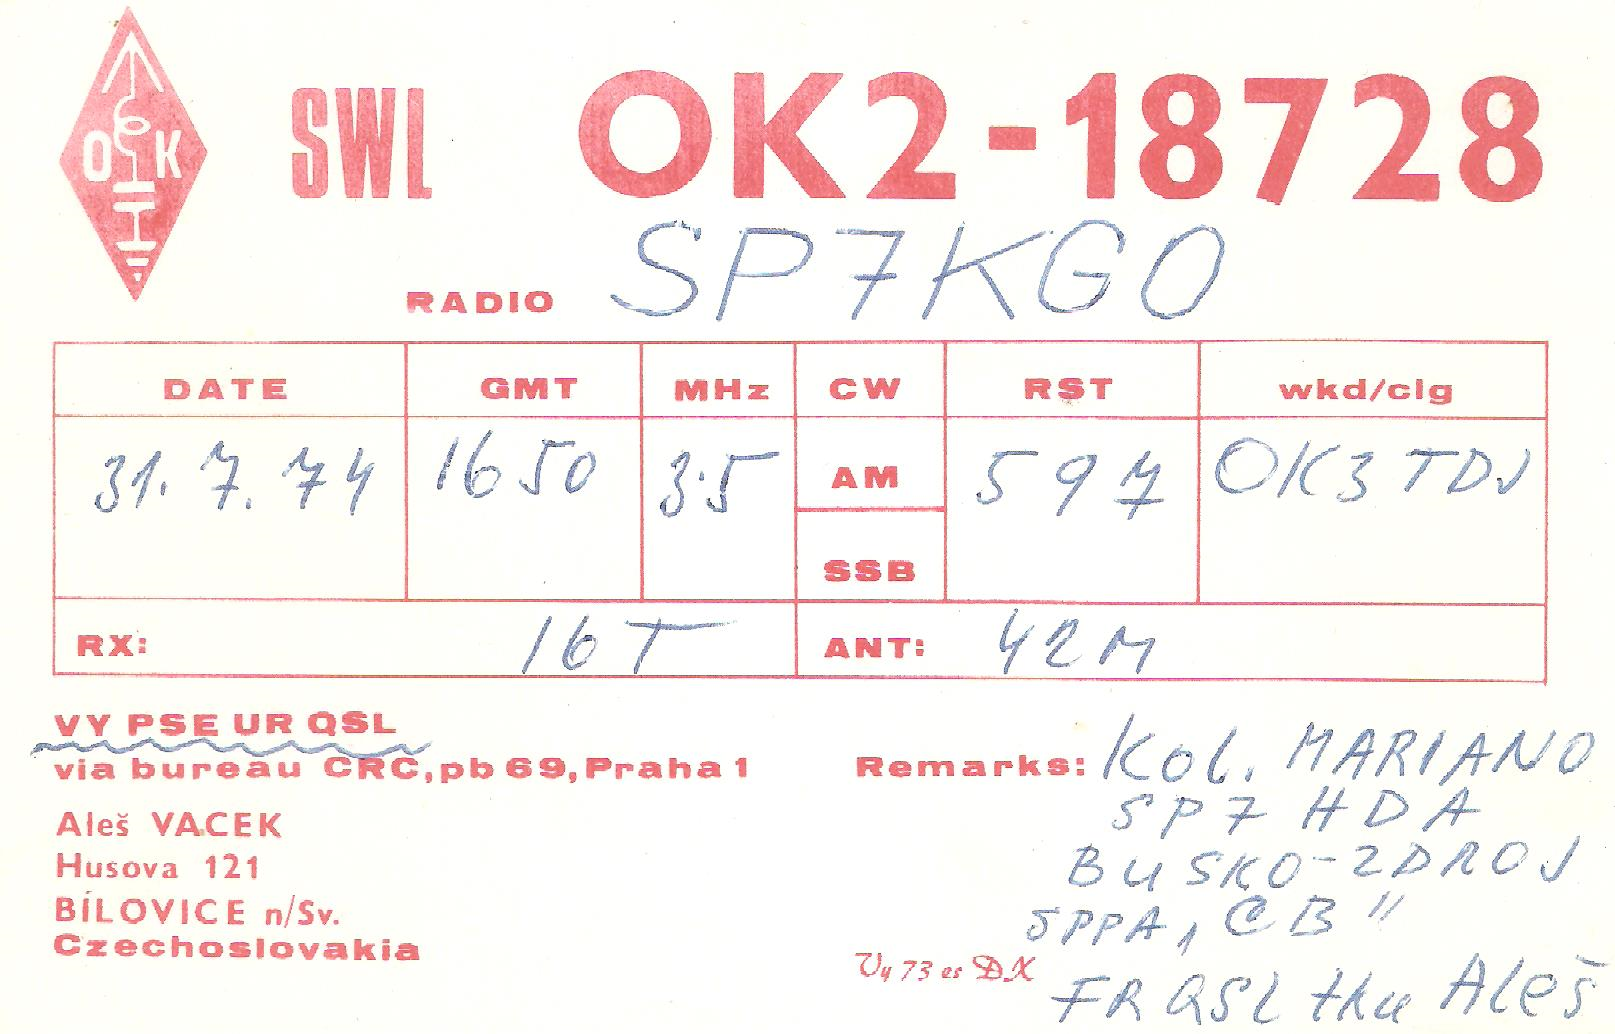 OK
SWL OK2-18728
RADIO SP7KGO
DATE GMT MHz CW RST wkd/clg
31.7.74 1650 3.5 AM 597 OK3TDJ
SSB
RX: 16T ANT: 42M
VY PSE UR QSL
via bureau CRC, pb 69, Praha 1
Aleš VACEK
Husova 121
BÍLOVICE n/Sv.
Czechoslovakia
Remarks: Kol. MARIANO
SP7HDA
BUSKO-ZDROJ
SPPA, CB"
Vy 73 es DX
FR QSL tku Aleš